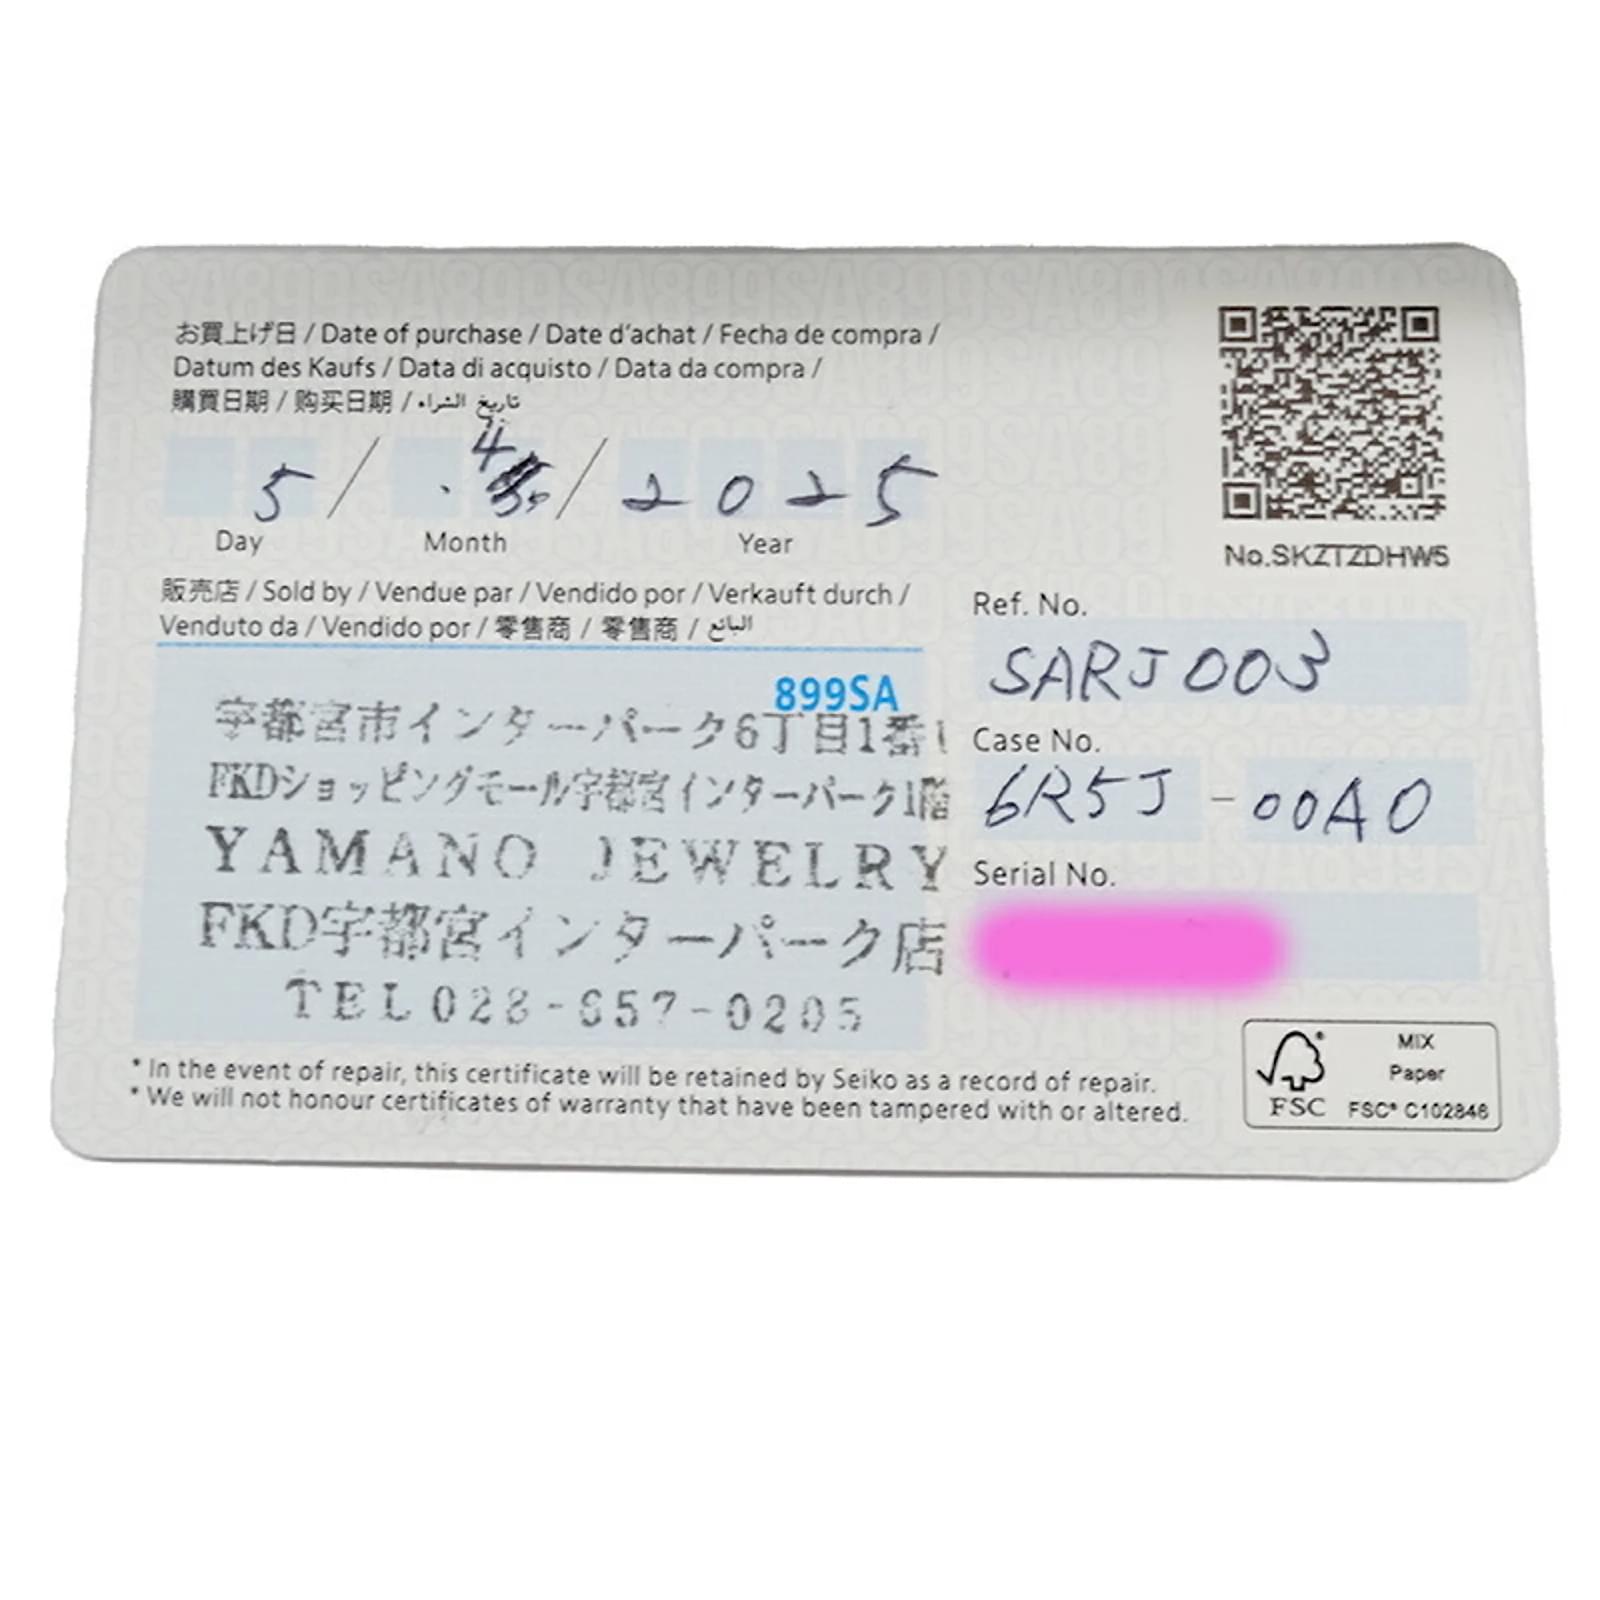 お買上げ日 / Date of purchase / Date d'achat / Fecha de compra /
Datum des Kaufs / Data di acquisto / Data da compra /
購買日期 / 购买日期 / تاريخ الشراء
5 / 4 / 2025
Day Month Year
No.SKZTZDHW5
販売店 / Sold by / Vendue par / Vendido por / Verkauft durch /
Venduto da / Vendido por / 零售商 / 零售商 / البائع
899SA
宇都宮市インターパーク6丁目1番1
FKDショッピングモール宇都宮インターパーク1階
YAMANO JEWELRY
FKD宇都宮インターパーク店
TEL028-657-0205
Ref. No.
SARJ003
Case No.
6R5J - 00A0
Serial No.
* In the event of repair, this certificate will be retained by Seiko as a record of repair.
* We will not honour certificates of warranty that have been tampered with or altered.
FSC
MIX
Paper
FSC® C102846